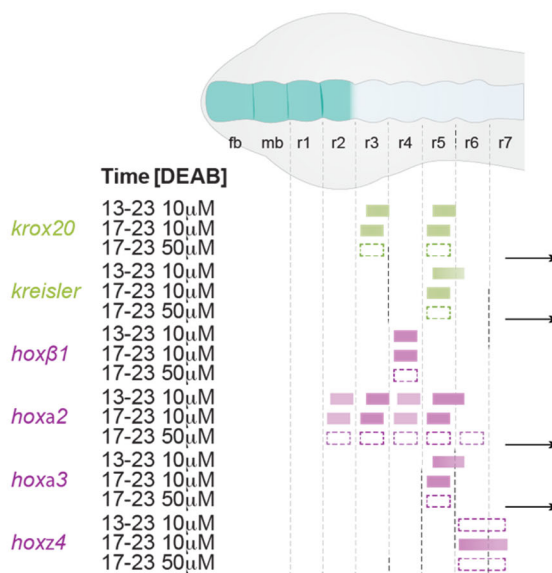 fb mb r1 r2 r3 r4 r5 r6 r7
Time [DEAB]
krox20
13-23 10µM
17-23 10µM
17-23 50µM
kreisler
13-23 10µM
17-23 10µM
17-23 50µM
hoxβ1
13-23 10µM
17-23 10µM
17-23 50µM
hoxa2
13-23 10µM
17-23 10µM
17-23 50µM
hoxa3
13-23 10µM
17-23 10µM
17-23 50µM
hoxz4
13-23 10µM
17-23 10µM
17-23 50µM